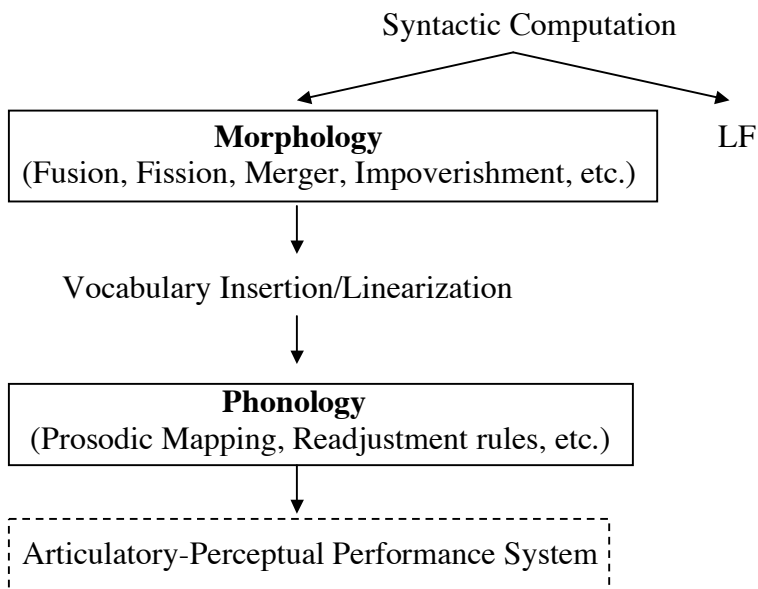 Syntactic Computation
Morphology
LF
(Fusion, Fission, Merger, Impoverishment, etc.)
Vocabulary Insertion/Linearization
Phonology
(Prosodic Mapping, Readjustment rules, etc.)
Articulatory-Perceptual Performance System